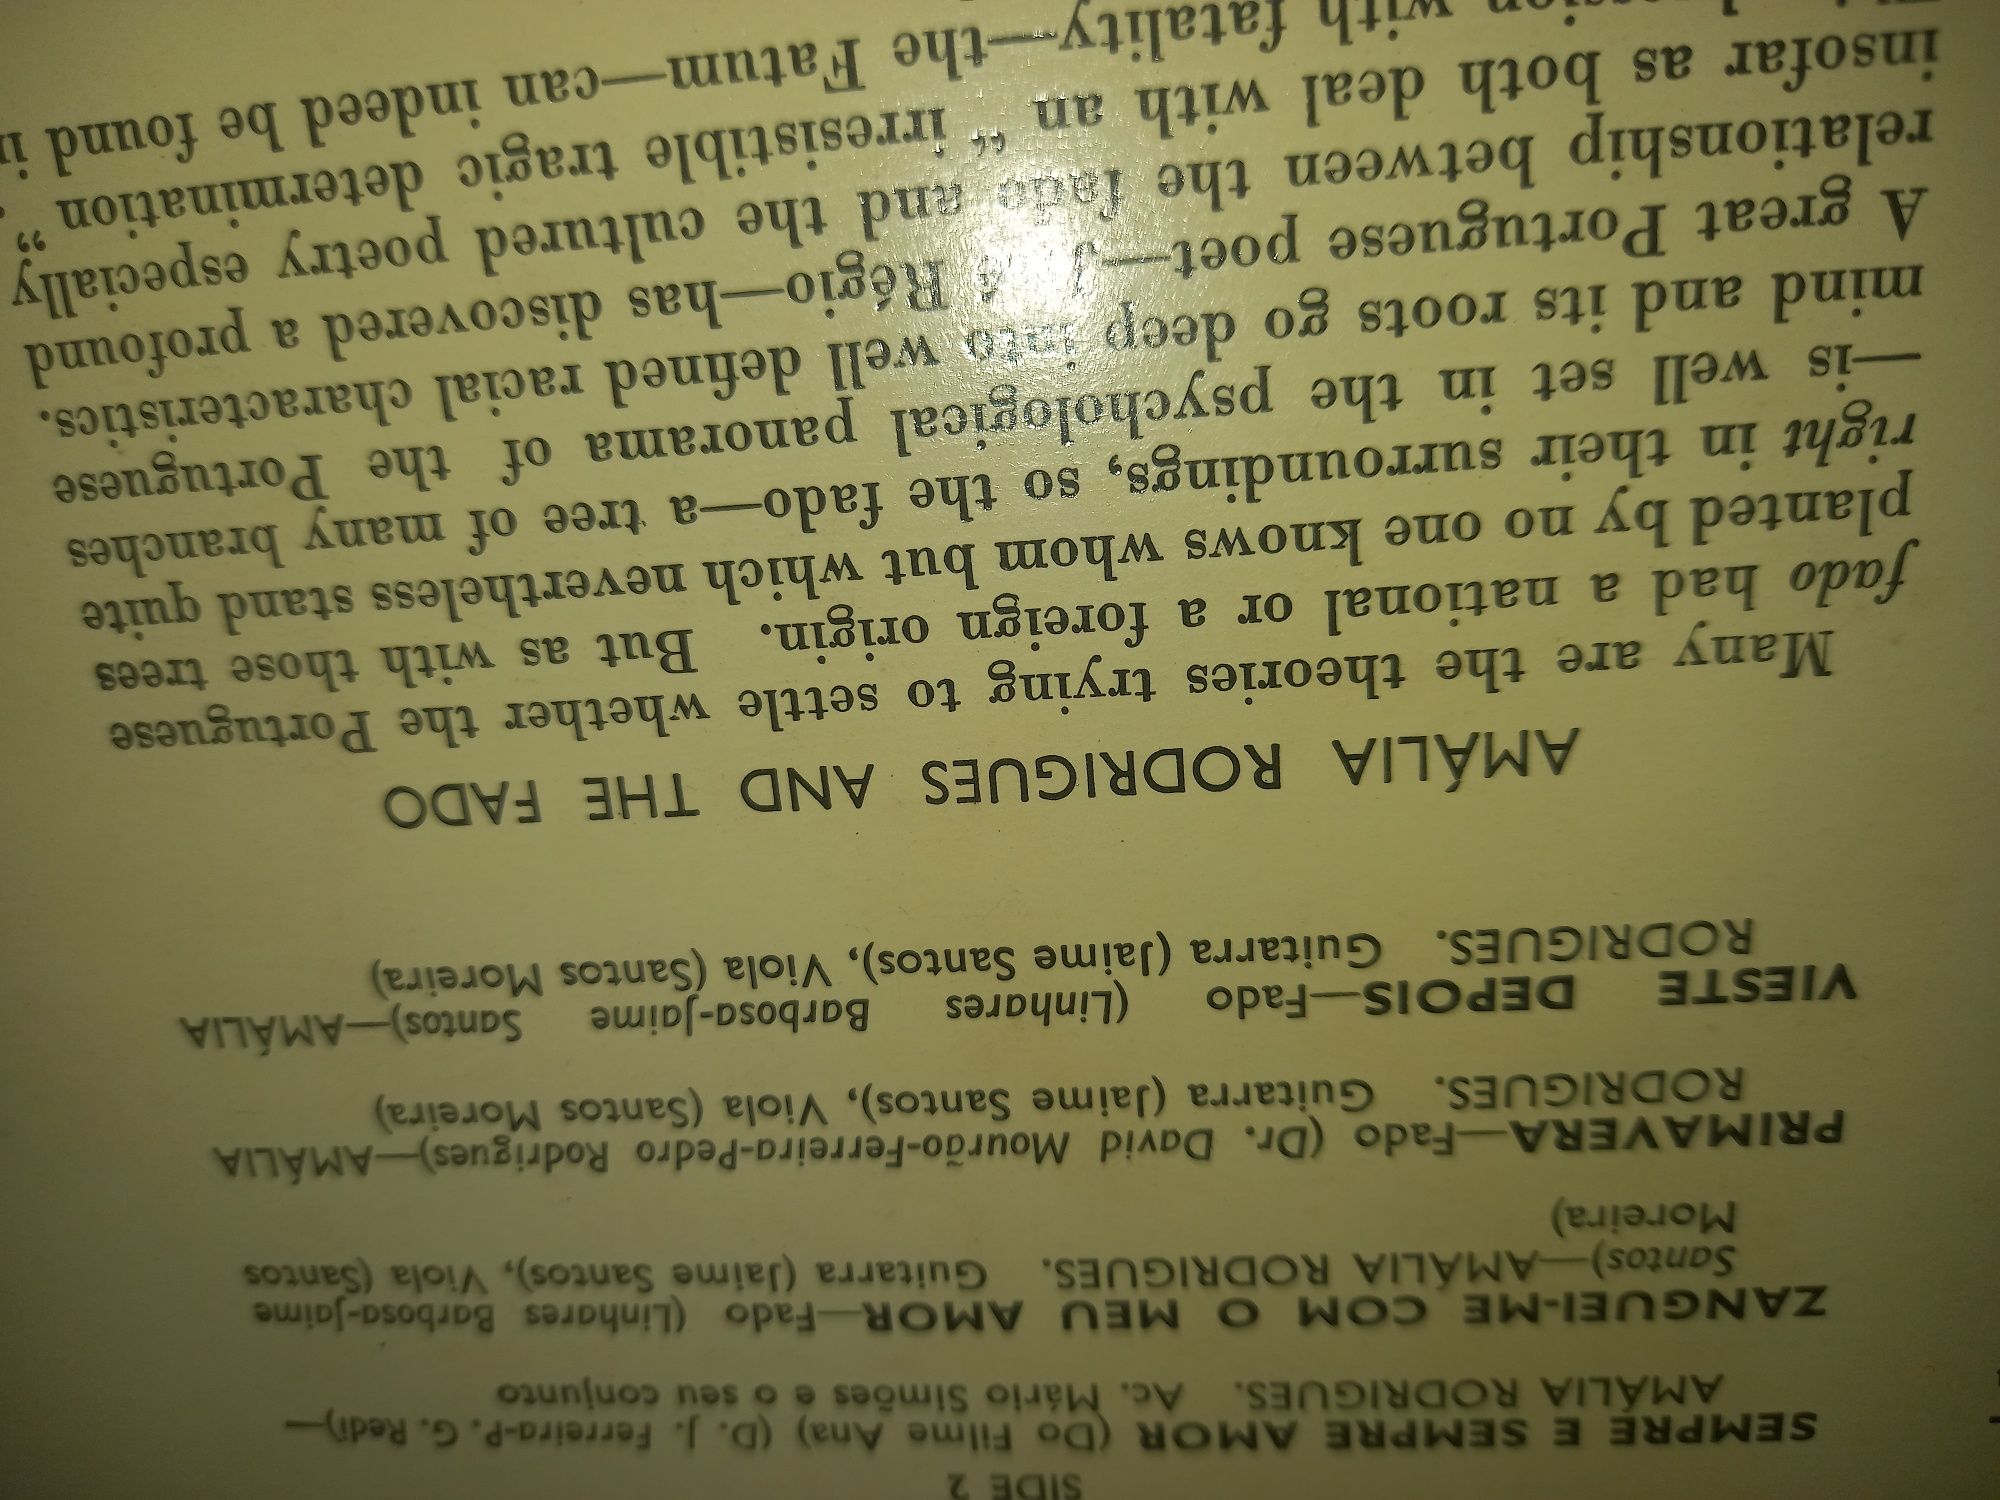 SIDE 2
SEMPRE E SEMPRE AMOR (Do Filme Ana) (D. J. Ferreira-P. G. Redi)—
AMÁLIA RODRIGUES. Ac. Mário Simões e o seu conjunto
ZANGUEI-ME COM O MEU AMOR—Fado (Linhares Barbosa-Jaime
Santos)—AMÁLIA RODRIGUES. Guitarra (Jaime Santos), Viola (Santos
Moreira)
PRIMAVERA—Fado (Dr. David Mourão-Ferreira-Pedro Rodrigues)—AMÁLIA
RODRIGUES. Guitarra (Jaime Santos), Viola (Santos Moreira)
VIESTE DEPOIS—Fado (Linhares Barbosa-Jaime Santos)—AMÁLIA
RODRIGUES. Guitarra (Jaime Santos), Viola (Santos Moreira)
AMÁLIA RODRIGUES AND THE FADO
Many are the theories trying to settle whether the Portuguese
fado had a national or a foreign origin. But as with those trees
planted by no one knows whom but which nevertheless stand quite
right in their surroundings, so the fado—a tree of many branches
—is well set in the psychological panorama of the Portuguese
mind and its roots go deep into well defined racial characteristics.
A great Portuguese poet— Régio—has discovered a profound
relationship between the fado and the cultured poetry especially
insofar as both deal with an “ irresistible tragic determination ”.
with fatality—the Fatum—can indeed be found